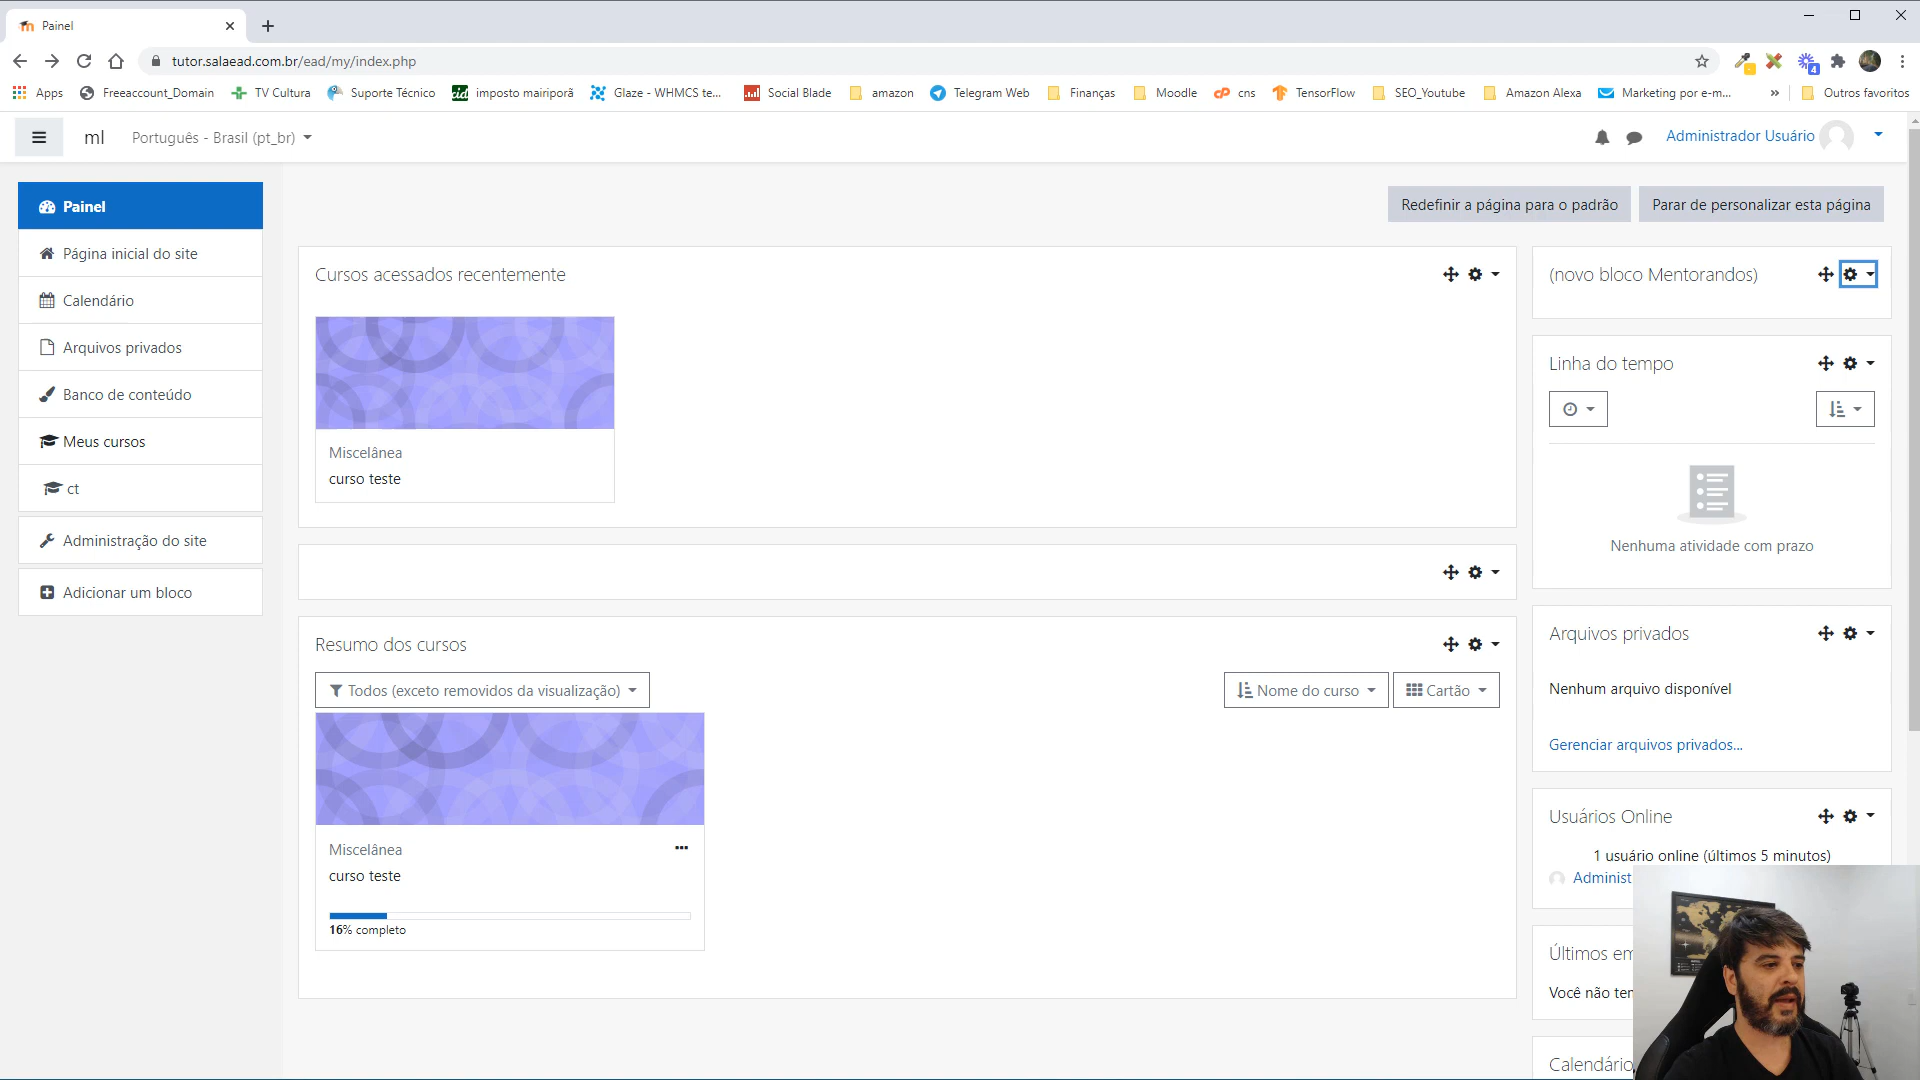 Painel
tutor.salaead.com.br/ead/my/index.php
4
Apps
Freeaccount_Domain
TV Cultura
Suporte Técnico
cid
imposto mairiporã
Glaze - WHMCS te...
Social Blade
amazon
Telegram Web
Finanças
Moodle
cP
cns
TensorFlow
SEO_Youtube
Amazon Alexa
Marketing por e-m...
»
Outros favoritos
ml
Português - Brasil (pt_br)
Administrador Usuário
Painel
Página inicial do site
Calendário
Arquivos privados
Banco de conteúdo
Meus cursos
ct
Administração do site
Adicionar um bloco
Redefinir a página para o padrão
Parar de personalizar esta página
Cursos acessados recentemente
Miscelânea
curso teste
Resumo dos cursos
Todos (exceto removidos da visualização)
Nome do curso
Cartão
Miscelânea
curso teste
16% completo
(novo bloco Mentorandos)
Linha do tempo
Nenhuma atividade com prazo
Arquivos privados
Nenhum arquivo disponível
Gerenciar arquivos privados...
Usuários Online
1 usuário online (últimos 5 minutos)
Administ
Últimos em
Você não ten
Calendário